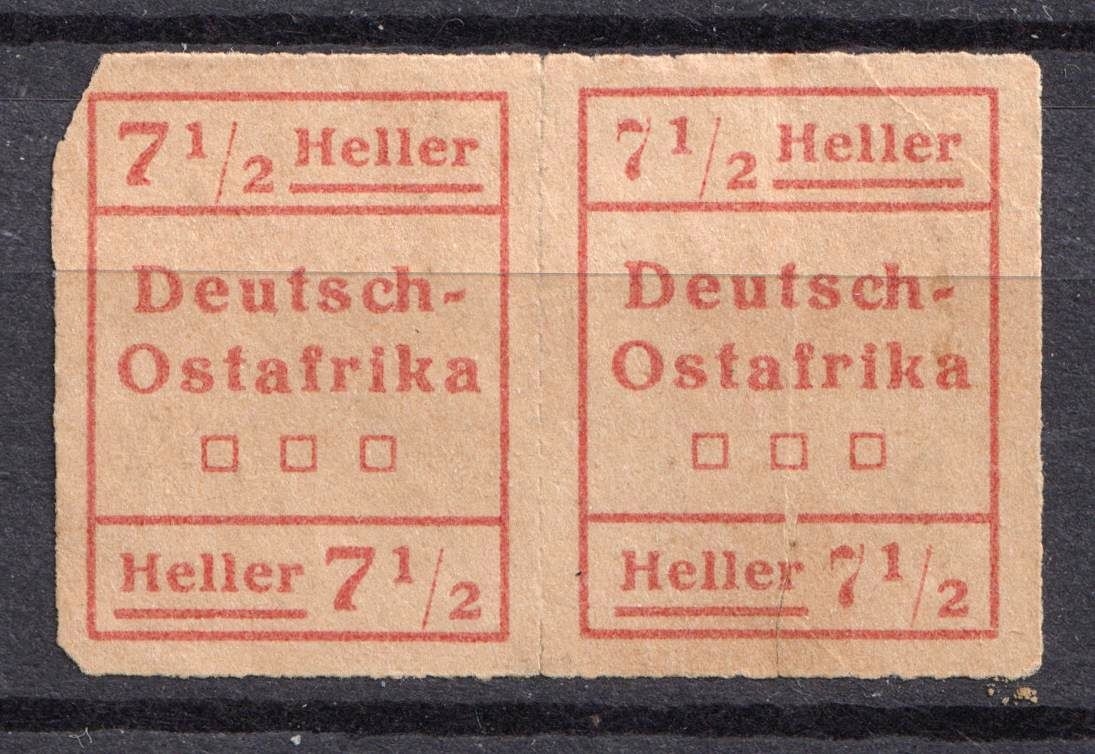 7 1/2 Heller
Deutsch-
Ostafrika
Heller 7 1/2
7 1/2 Heller
Deutsch-
Ostafrika
Heller 7 1/2